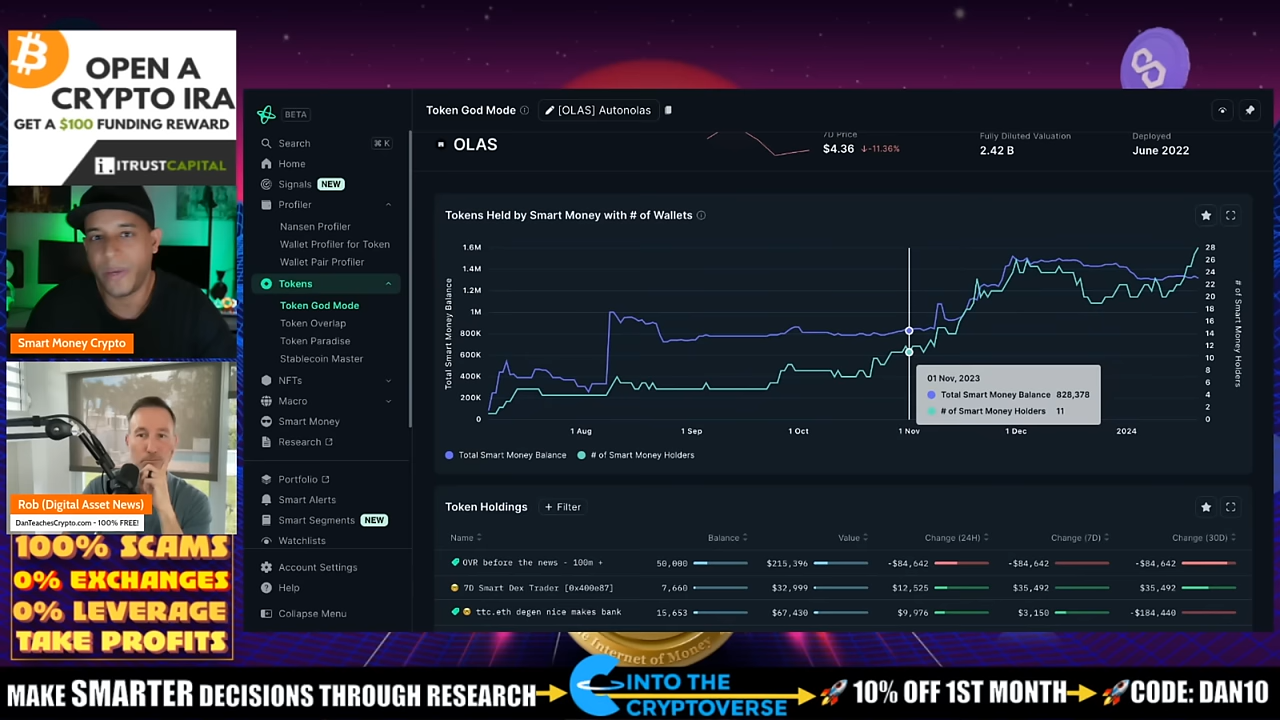 OPEN A
CRYPTO IRA
GET A $100 FUNDING REWARD
i. ITRUSTCAPITAL
Smart Money Crypto
Rob (Digital Asset News)
DanTeachesCrypto.com - 100% FREE!
100% SCAMS
0% EXCHANGES
0% LEVERAGE
TAKE PROFITS
BETA
Search ⌘ K
Home
Signals NEW
Profiler
Nansen Profiler
Wallet Profiler for Token
Wallet Pair Profiler
Tokens
Token God Mode
Token Overlap
Token Paradise
Stablecoin Master
NFTs
Macro
Smart Money
Research
Portfolio
Smart Alerts
Smart Segments NEW
Watchlists
Account Settings
Help
Collapse Menu
Token God Mode [OLAS] Autonolas
OLAS
7D Price
$4.36 ↓-11.36%
Fully Diluted Valuation
2.42 B
Deployed
June 2022
Tokens Held by Smart Money with # of Wallets
Total Smart Money Balance
1.6M
1.4M
1.2M
1M
800K
600K
400K
200K
0
28
26
24
22
20
18
16
14
12
10
8
6
4
2
0
# of Smart Money Holders
01 Nov, 2023
Total Smart Money Balance 828,378
# of Smart Money Holders 11
1 Aug 1 Sep 1 Oct 1 Nov 1 Dec 2024
Total Smart Money Balance # of Smart Money Holders
Token Holdings + Filter
Name Balance Value Change (24H) Change (7D) Change (30D)
OVR before the news - 100m + 50,000 $215,396 -$84,642 -$84,642 -$84,642
7D Smart Dex Trader [0x400e87] 7,660 $32,999 $12,525 $35,492 $35,492
ttc.eth degen nice makes bank 15,653 $67,430 $9,976 $3,150 -$184,440
he Internet of Money
MAKE SMARTER DECISIONS THROUGH RESEARCH
INTO THE
CRYPTOVERSE
10% OFF 1ST MONTH
CODE: DAN10